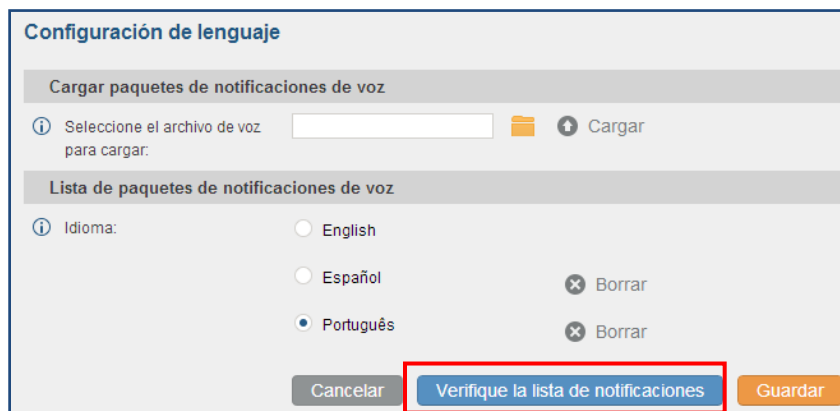 Configuración de lenguaje
Cargar paquetes de notificaciones de voz
Seleccione el archivo de voz
para cargar:
Cargar
Lista de paquetes de notificaciones de voz
Idioma:
English
Español
Borrar
Português
Borrar
Cancelar
Verifique la lista de notificaciones
Guardar